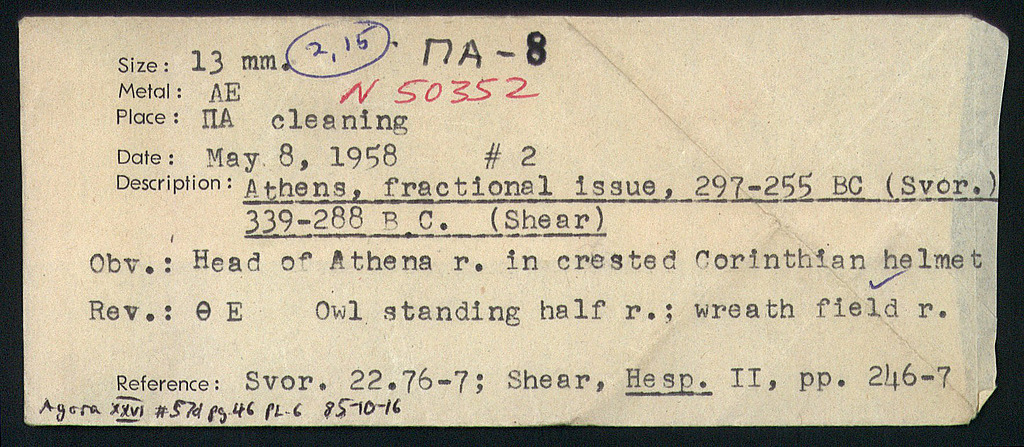 Size: 13 mm. 2,15. ΠΑ-8
Metal: AE N 50352
Place: ΠΑ cleaning
Date: May 8, 1958 # 2
Description: Athens, fractional issue, 297-255 BC (Svor.)
339-288 B.C. (Shear)
Obv.: Head of Athena r. in crested Corinthian helmet
Rev.: Θ E Owl standing half r.; wreath field r.
Reference: Svor. 22.76-7; Shear, Hesp. II, pp. 246-7
Agora XXVI #57d pg.46 PL.6 85-10-16